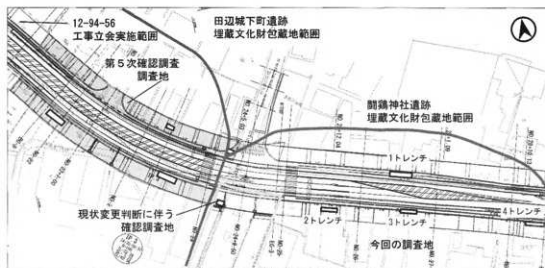 12-94-56
工事立会実施範囲
田辺城下町遺跡
埋蔵文化財包蔵地範囲
第5次確認調査
調査地
闘鶏神社遺跡
埋蔵文化財包蔵地範囲
1トレンチ
現状変更判断に伴う
確認調査地
2トレンチ
3トレンチ
4トレンチ
今回の調査地